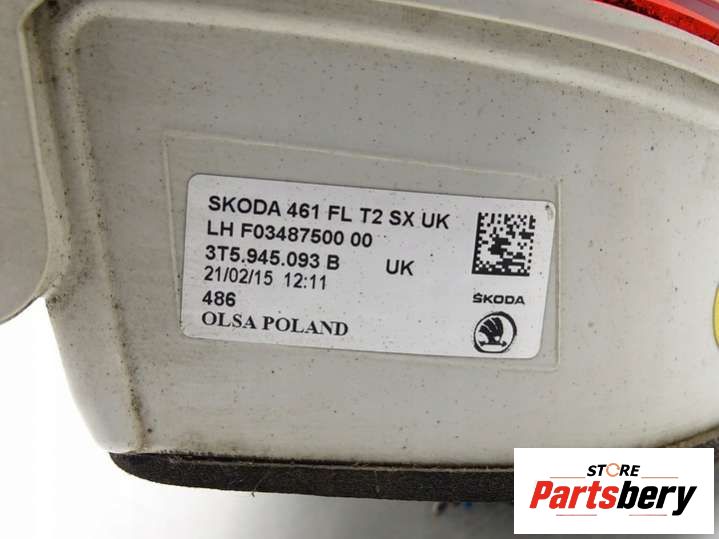 SKODA 461 FL T2 SX UK
LH F03487500 00
3T5.945.093 B UK
21/02/15 12:11
486
OLSA POLAND
ŠKODA
STORE
Partsbery